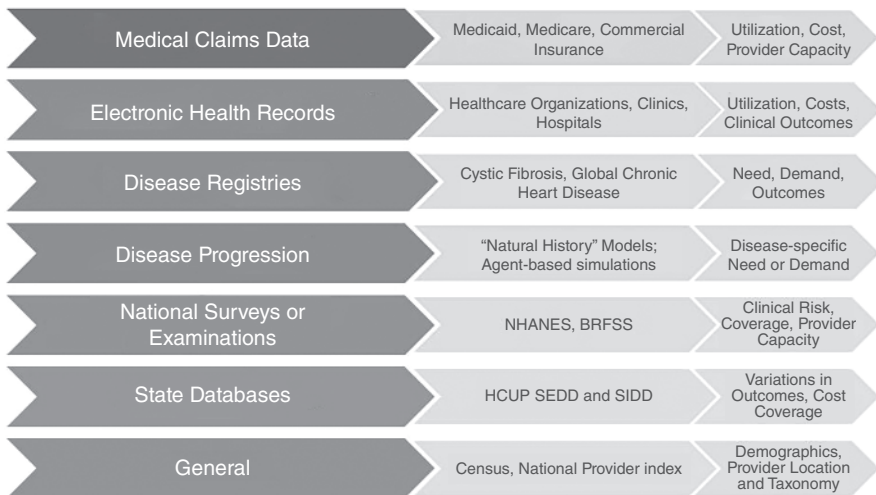 Medical Claims Data
Medicaid, Medicare, Commercial
Insurance
Utilization, Cost,
Provider Capacity
Electronic Health Records
Healthcare Organizations, Clinics,
Hospitals
Utilization, Costs,
Clinical Outcomes
Disease Registries
Cystic Fibrosis, Global Chronic
Heart Disease
Need, Demand,
Outcomes
Disease Progression
“Natural History” Models;
Agent-based simulations
Disease-specific
Need or Demand
National Surveys or
Examinations
NHANES, BRFSS
Clinical Risk,
Coverage, Provider
Capacity
State Databases
HCUP SEDD and SIDD
Variations in
Outcomes, Cost
Coverage
General
Census, National Provider index
Demographics,
Provider Location
and Taxonomy